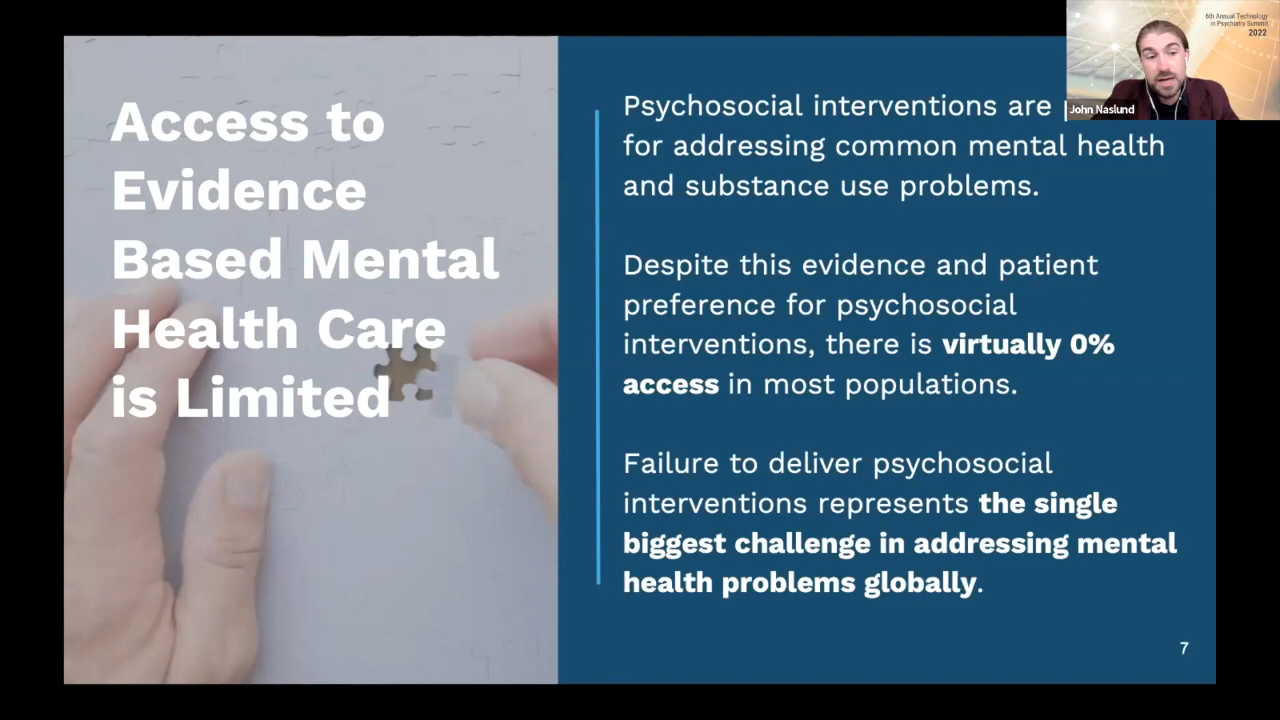 Access to
Evidence
Based Mental
Health Care
is Limited
Psychosocial interventions are
for addressing common mental health
and substance use problems.
Despite this evidence and patient
preference for psychosocial
interventions, there is virtually 0%
access in most populations.
Failure to deliver psychosocial
interventions represents the single
biggest challenge in addressing mental
health problems globally.
7
6th Annual Technology
in Psychiatry Summit
2022
John Naslund